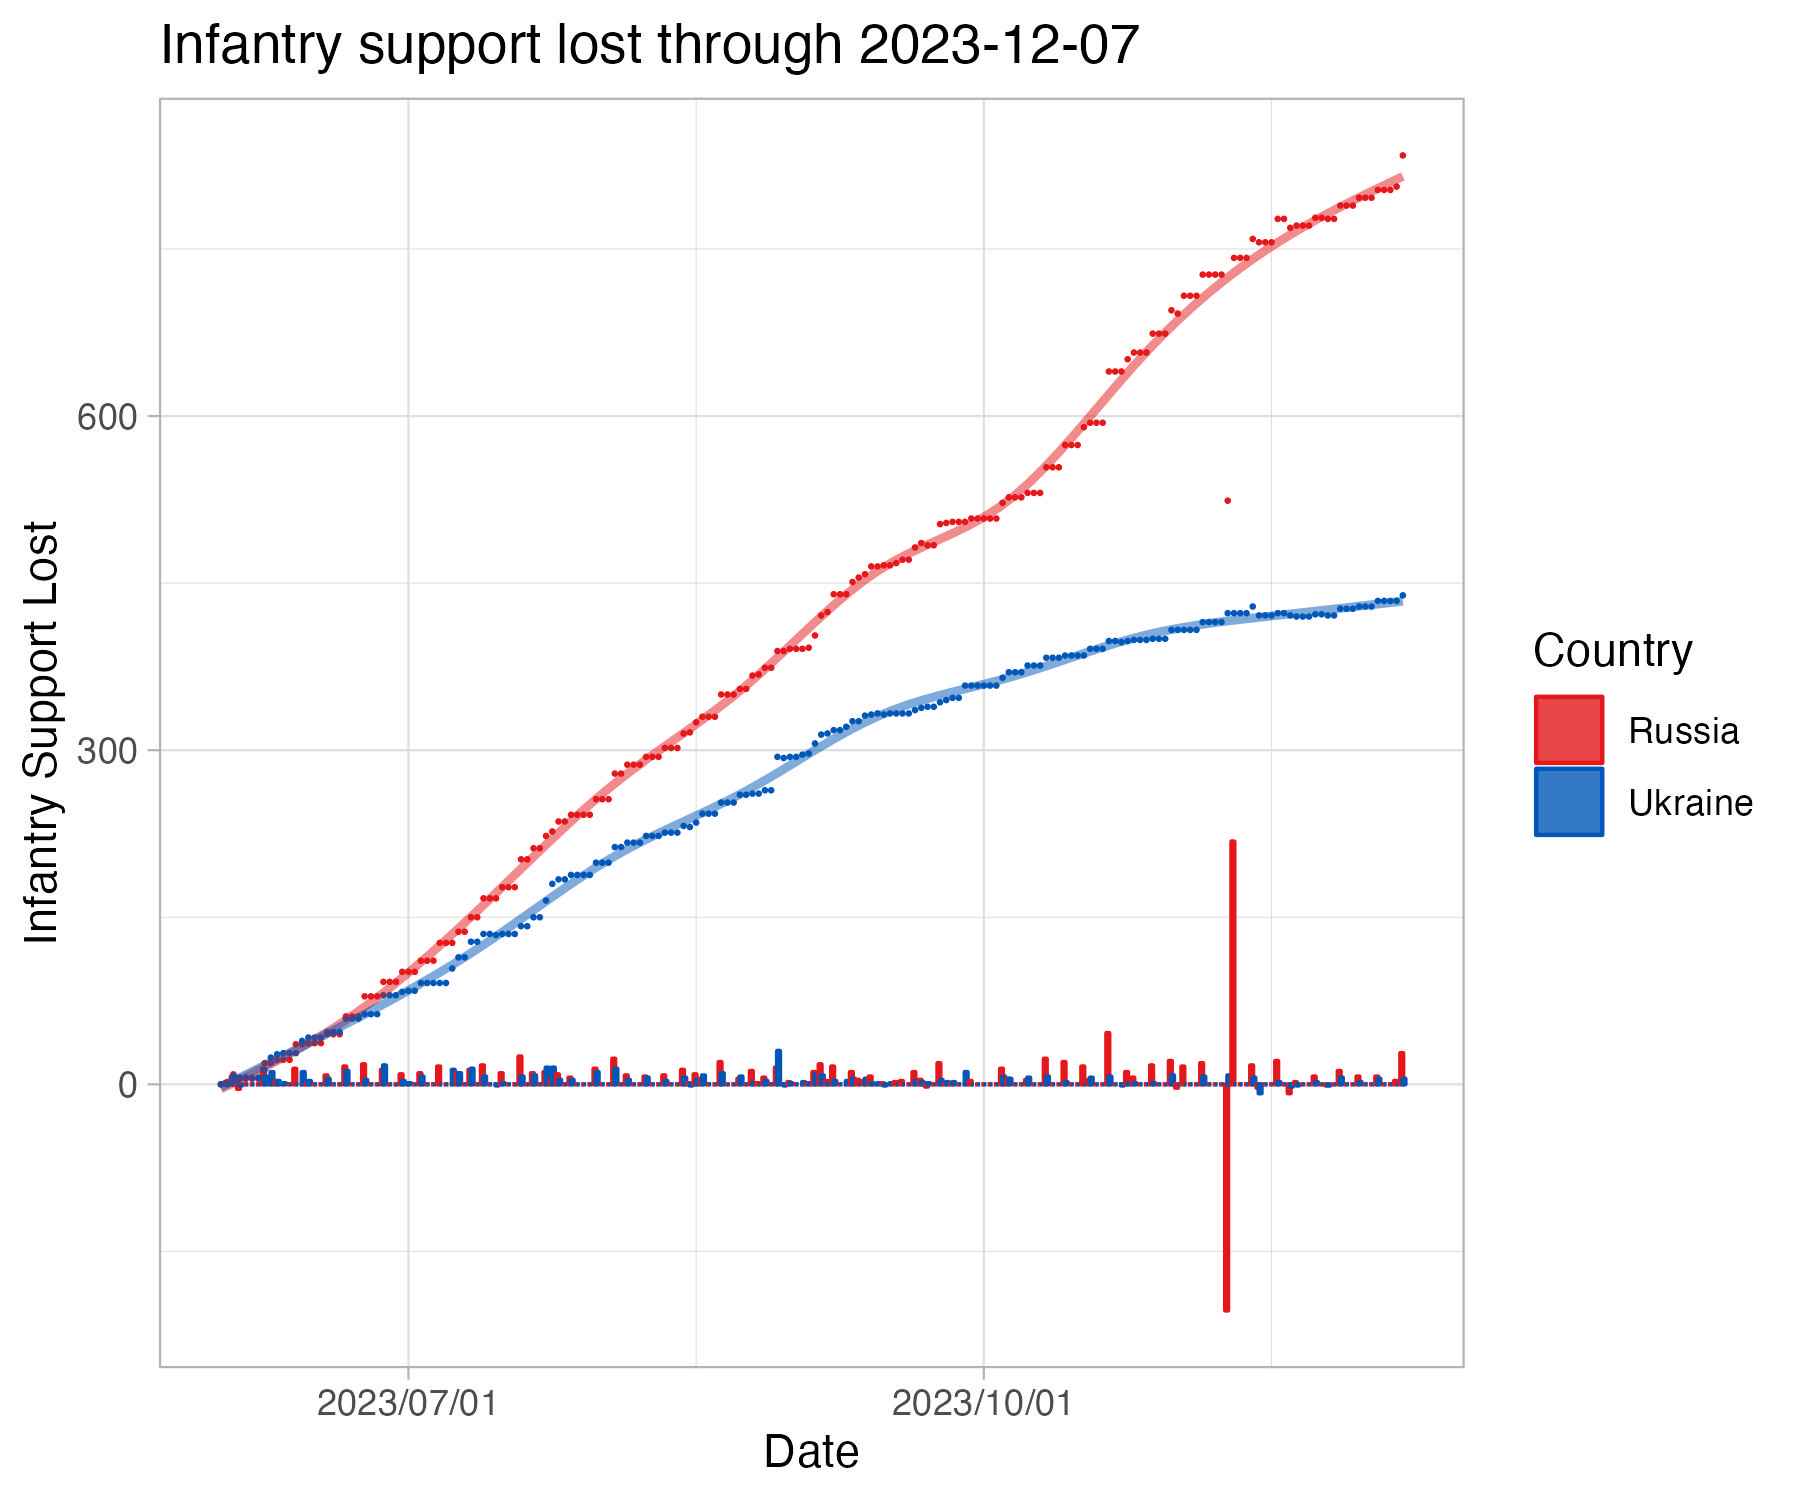 Infantry support lost through 2023-12-07
Infantry Support Lost
600
300
0
2023/07/01
2023/10/01
Date
Country
Russia
Ukraine